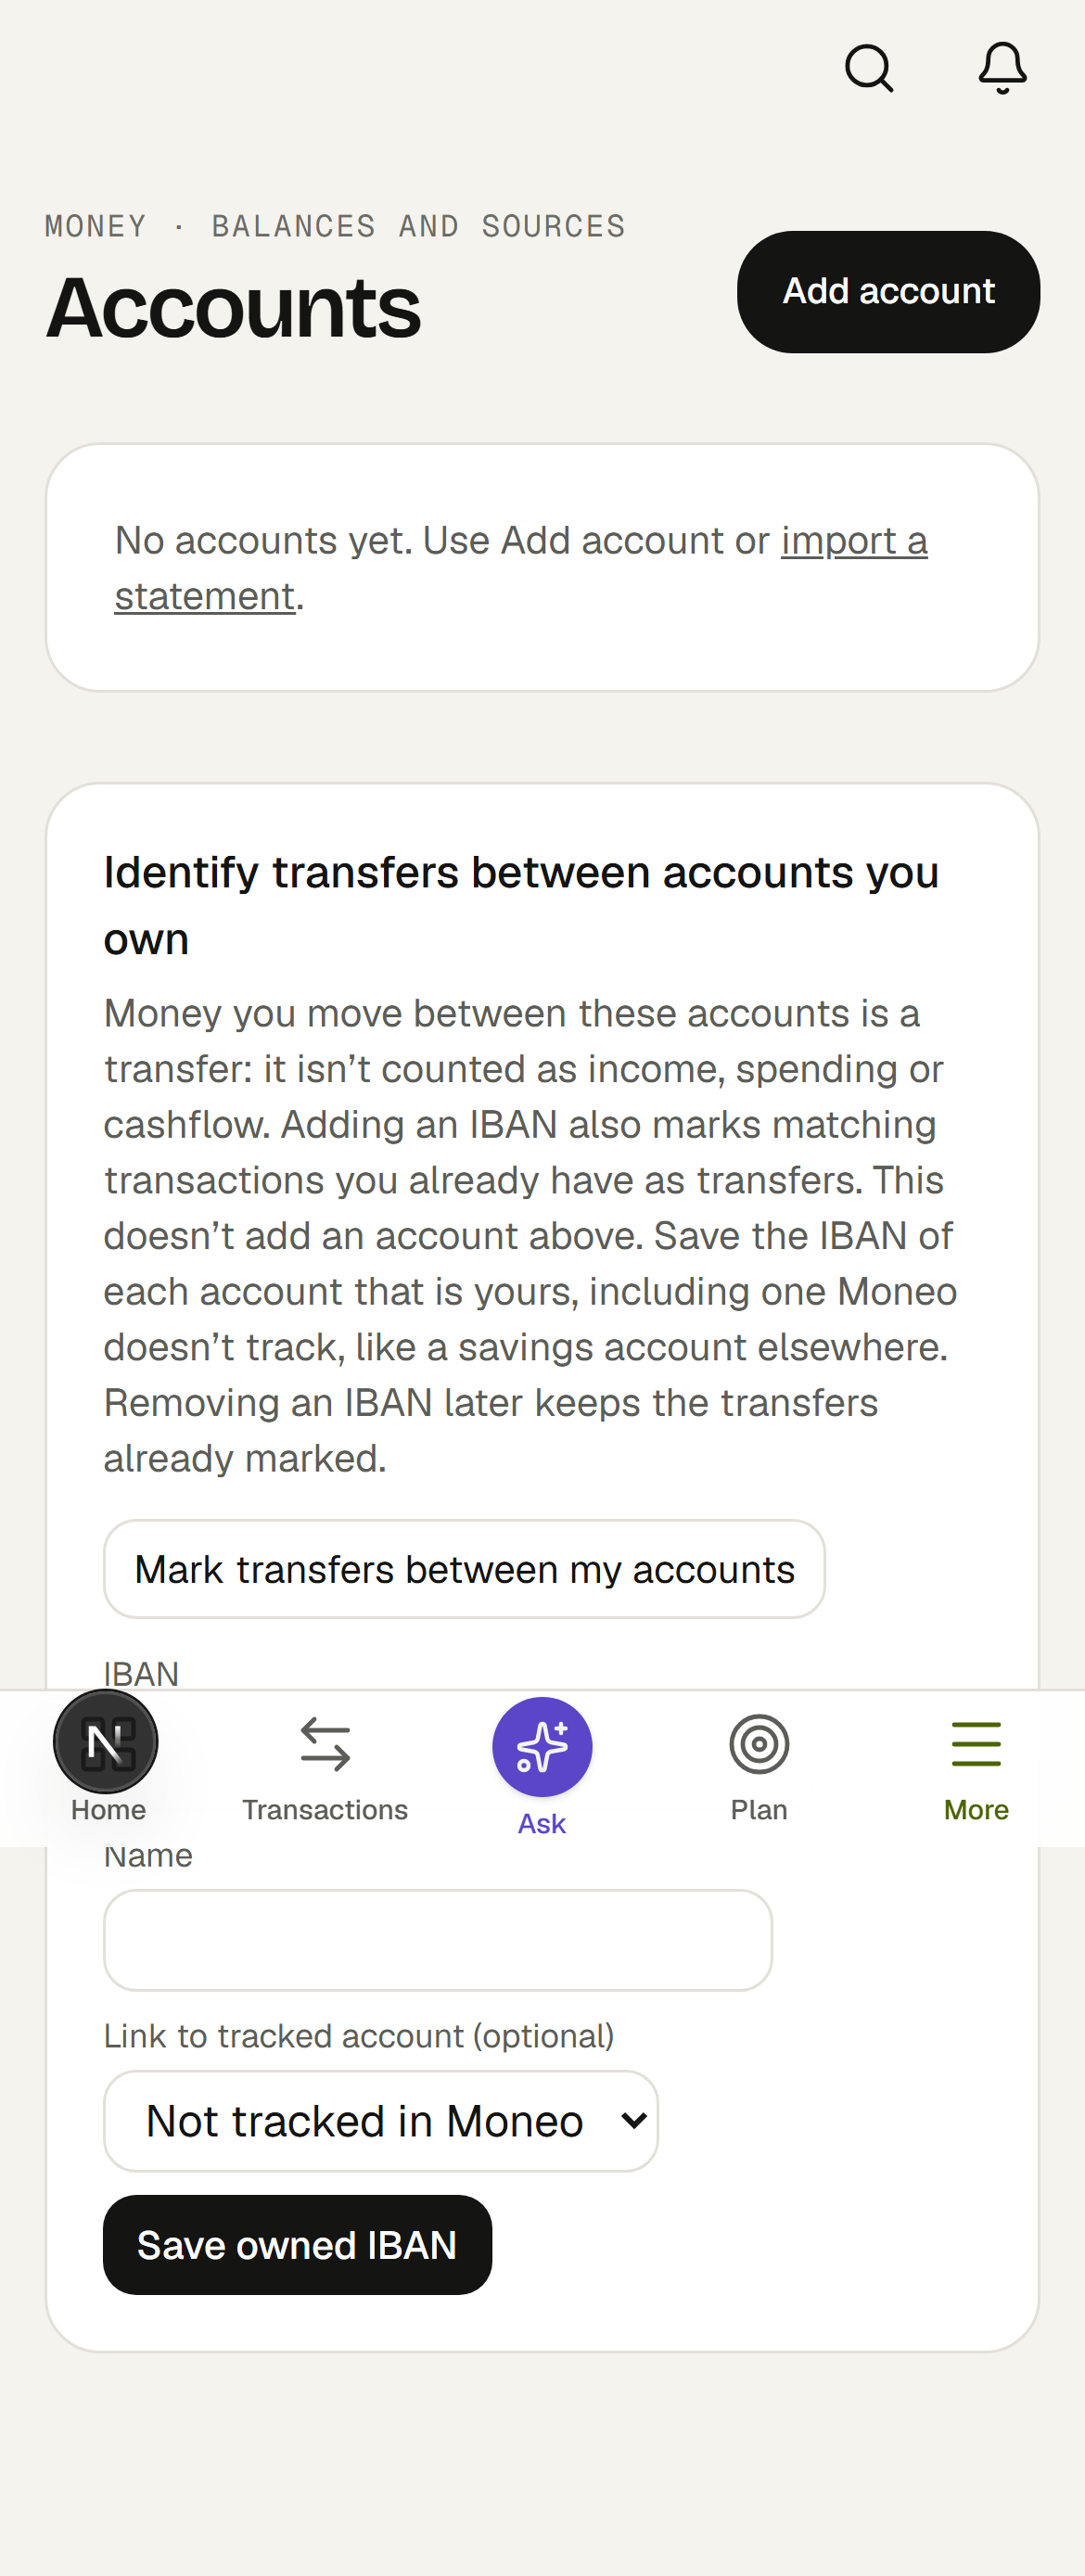 MONEY · BALANCES AND SOURCES
Accounts
Add account
No accounts yet. Use Add account or import a
statement.
Identify transfers between accounts you
own
Money you move between these accounts is a
transfer: it isn’t counted as income, spending or
cashflow. Adding an IBAN also marks matching
transactions you already have as transfers. This
doesn’t add an account above. Save the IBAN of
each account that is yours, including one Moneo
doesn’t track, like a savings account elsewhere.
Removing an IBAN later keeps the transfers
already marked.
Mark transfers between my accounts
IBAN
N
Home
Transactions
Ask
Plan
More
Name
Link to tracked account (optional)
Not tracked in Moneo
Save owned IBAN